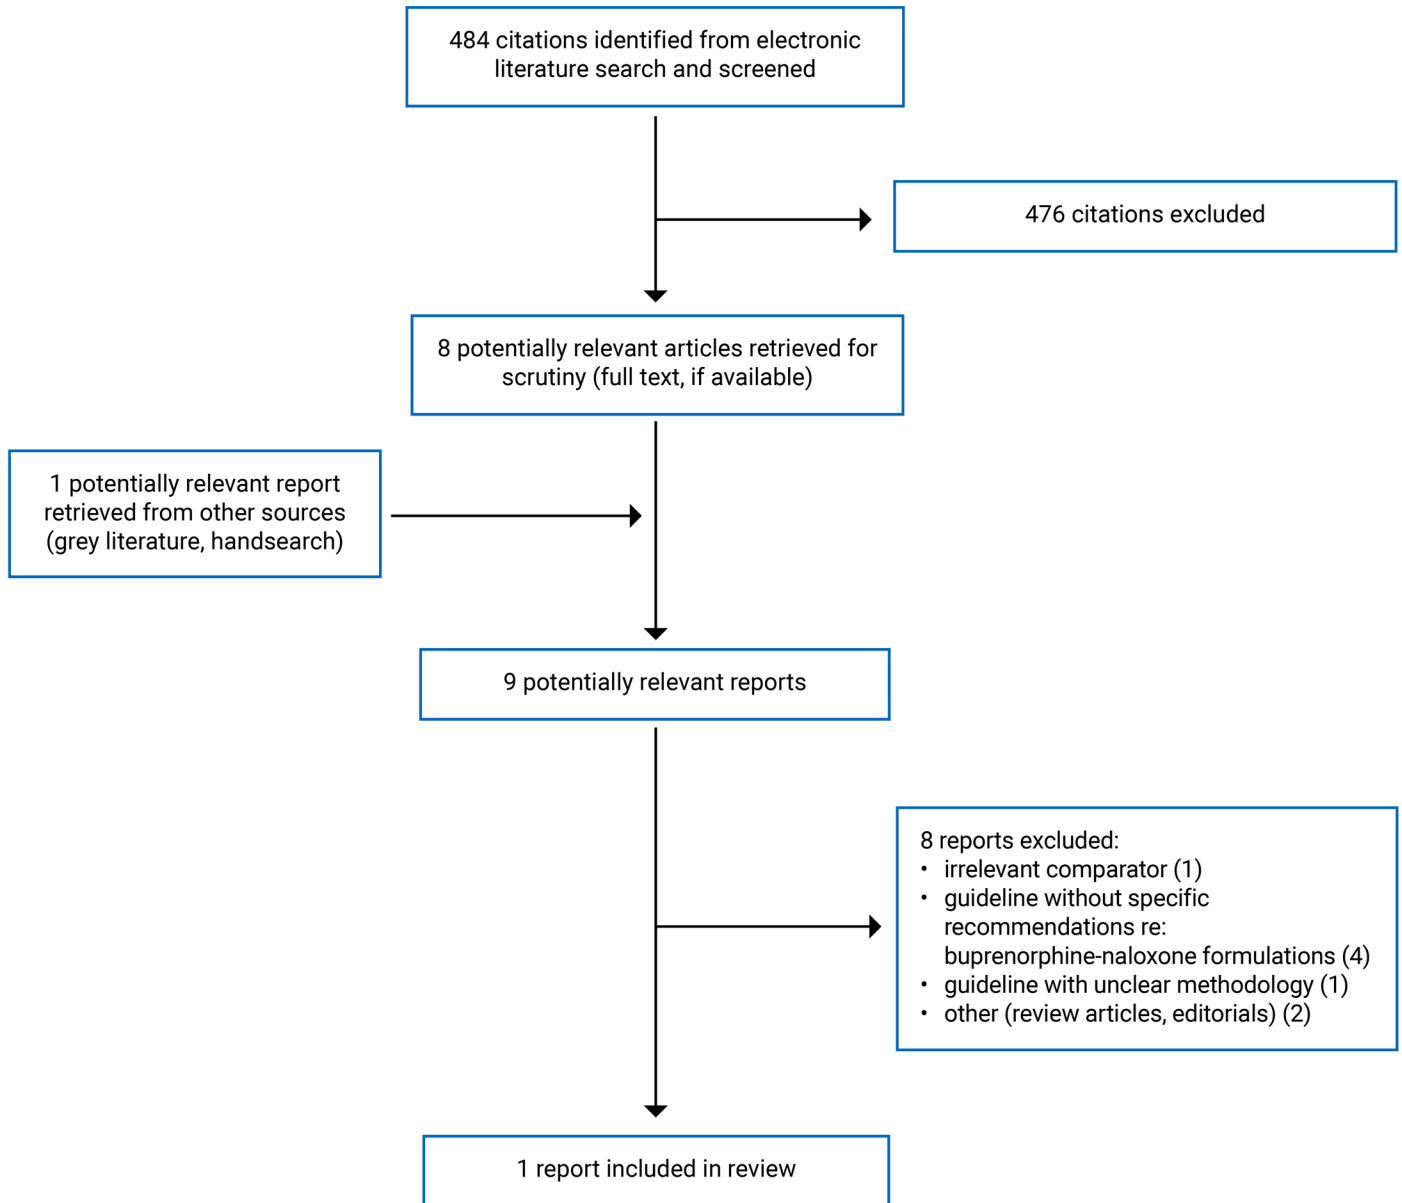 484 citations identified from electronic
literature search and screened
476 citations excluded
8 potentially relevant articles retrieved for
scrutiny (full text, if available)
1 potentially relevant report
retrieved from other sources
(grey literature, handsearch)
9 potentially relevant reports
8 reports excluded:
• irrelevant comparator (1)
• guideline without specific
recommendations re:
buprenorphine-naloxone formulations (4)
• guideline with unclear methodology (1)
• other (review articles, editorials) (2)
1 report included in review